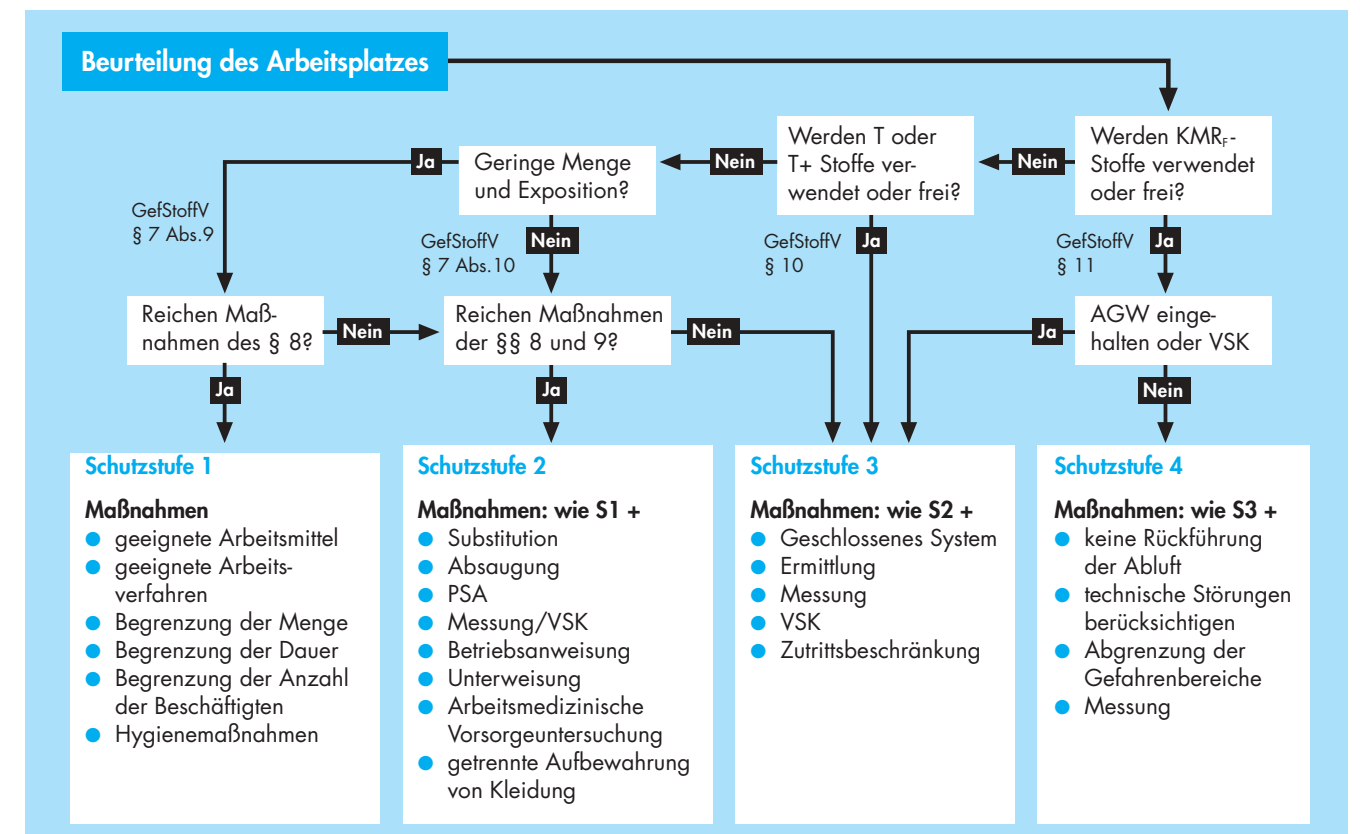 Beurteilung des Arbeitsplatzes
Werden KMRF-
Stoffe verwendet
oder frei?
Nein
Werden T oder
T+ Stoffe ver-
wendet oder frei?
Nein
Geringe Menge
und Exposition?
Ja
GefStoffV
§ 7 Abs.9
GefStoffV
§ 7 Abs.10
Nein
GefStoffV
§ 10
Ja
GefStoffV
§ 11
Ja
Reichen Maß-
nahmen des § 8?
Nein
Reichen Maßnahmen
der §§ 8 und 9?
Nein
Ja
AGW einge-
halten oder VSK
Ja
Ja
Nein
Schutzstufe 1
Maßnahmen
geeignete Arbeitsmittel
geeignete Arbeits-
verfahren
Begrenzung der Menge
Begrenzung der Dauer
Begrenzung der Anzahl
der Beschäftigten
Hygienemaßnahmen
Schutzstufe 2
Maßnahmen: wie S1 +
Substitution
Absaugung
PSA
Messung/VSK
Betriebsanweisung
Unterweisung
Arbeitsmedizinische
Vorsorgeuntersuchung
getrennte Aufbewahrung
von Kleidung
Schutzstufe 3
Maßnahmen: wie S2 +
Geschlossenes System
Ermittlung
Messung
VSK
Zutrittsbeschränkung
Schutzstufe 4
Maßnahmen: wie S3 +
keine Rückführung
der Abluft
technische Störungen
berücksichtigen
Abgrenzung der
Gefahrenbereiche
Messung